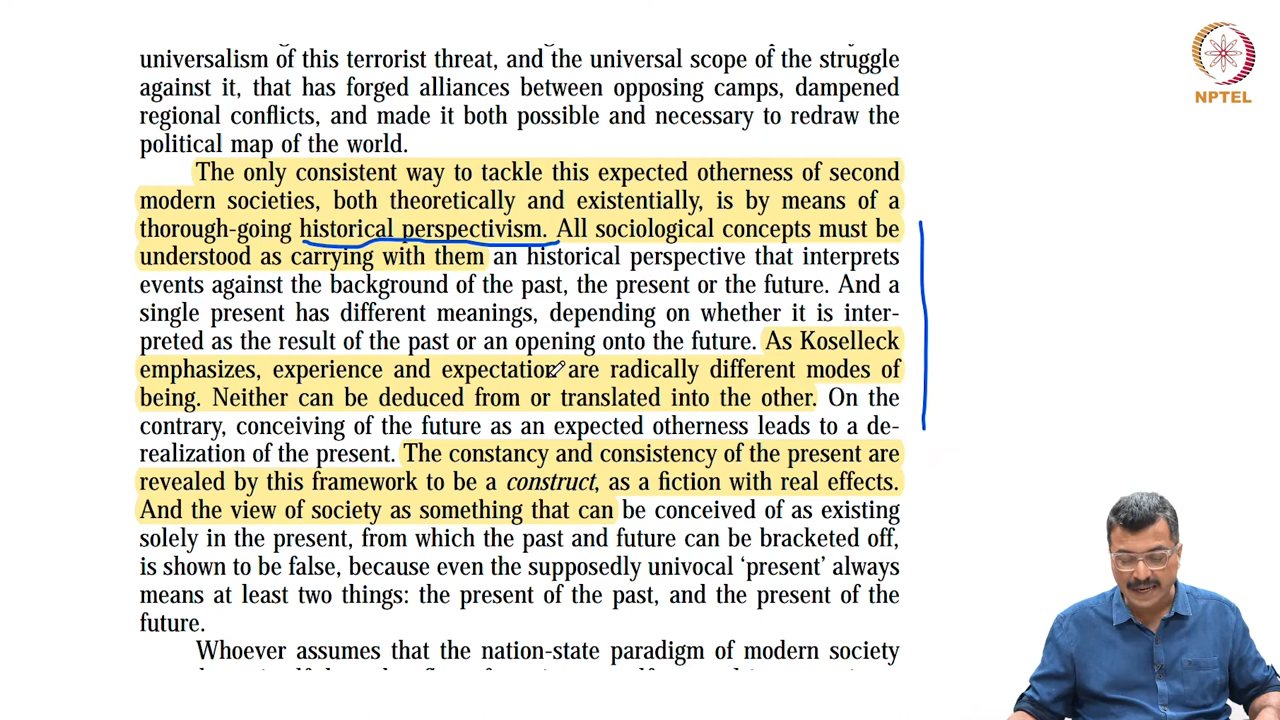 universalism of this terrorist threat, and the universal scope of the struggle
against it, that has forged alliances between opposing camps, dampened
regional conflicts, and made it both possible and necessary to redraw the
political map of the world.
The only consistent way to tackle this expected otherness of second
modern societies, both theoretically and existentially, is by means of a
thorough-going historical perspectivism. All sociological concepts must be
understood as carrying with them an historical perspective that interprets
events against the background of the past, the present or the future. And a
single present has different meanings, depending on whether it is inter-
preted as the result of the past or an opening onto the future. As Koselleck
emphasizes, experience and expectation are radically different modes of
being. Neither can be deduced from or translated into the other. On the
contrary, conceiving of the future as an expected otherness leads to a de-
realization of the present. The constancy and consistency of the present are
revealed by this framework to be a construct, as a fiction with real effects.
And the view of society as something that can be conceived of as existing
solely in the present, from which the past and future can be bracketed off,
is shown to be false, because even the supposedly univocal ‘present’ always
means at least two things: the present of the past, and the present of the
future.
Whoever assumes that the nation-state paradigm of modern society
NPTEL